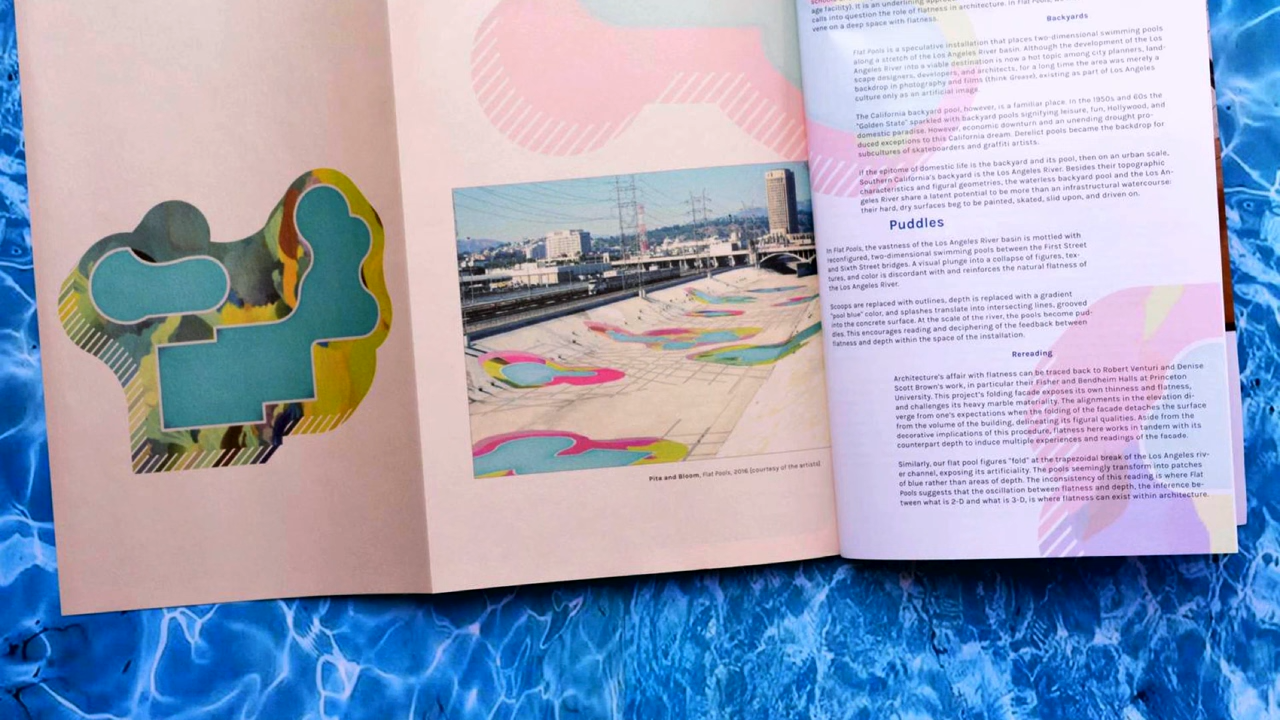 age facility). It is an underlining
calls into question the role of flatness in architecture. In Flat Pools,
vene on a deep space with flatness.
Backyards
Flat Pools is a speculative installation that places two-dimensional swimming pools
along a stretch of the Los Angeles River basin. Although the development of the Los
Angeles River into a viable destination is now a hot topic among city planners, land-
scape designers, developers, and architects, for a long time the area was merely a
backdrop in photography and films (think Grease), existing as part of Los Angeles
culture only as an artificial image.
The California backyard pool, however, is a familiar place. In the 1950s and 60s the
"Golden State" sparkled with backyard pools signifying leisure, fun, Hollywood, and
domestic paradise. However, economic downturn and an unending drought pro-
duced exceptions to this California dream. Derelict pools became the backdrop for
subcultures of skateboarders and graffiti artists.
If the epitome of domestic life is the backyard and its pool, then on an urban scale,
Southern California's backyard is the Los Angeles River. Besides their topographic
characteristics and figural geometries, the waterless backyard pool and the Los An-
geles River share a latent potential to be more than an infrastructural watercourse:
their hard, dry surfaces beg to be painted, skated, slid upon, and driven on.
Puddles
In Flat Pools, the vastness of the Los Angeles River basin is mottled with
reconfigured, two-dimensional swimming pools between the First Street
and Sixth Street bridges. A visual plunge into a collapse of figures, tex-
tures, and color is discordant with and reinforces the natural flatness of
the Los Angeles River.
Scoops are replaced with outlines, depth is replaced with a gradient
"pool blue" color, and splashes translate into intersecting lines, grooved
into the concrete surface. At the scale of the river, the pools become pud-
dles. This encourages reading and deciphering of the feedback between
flatness and depth within the space of the installation.
Rereading
Architecture's affair with flatness can be traced back to Robert Venturi and Denise
Scott Brown's work, in particular their Fisher and Bendheim Halls at Princeton
University. This project's folding facade exposes its own thinness and flatness,
and challenges its heavy marble materiality. The alignments in the elevation di-
verge from one's expectations when the folding of the facade detaches the surface
from the volume of the building, delineating its figural qualities. Aside from the
decorative implications of this procedure, flatness here works in tandem with its
counterpart depth to induce multiple experiences and readings of the facade.
Similarly, our flat pool figures "fold" at the trapezoidal break of the Los Angeles riv-
er channel, exposing its artificiality. The pools seemingly transform into patches
of blue rather than areas of depth. The inconsistency of this reading is where Flat
Pools suggests that the oscillation between flatness and depth, the inference be-
tween what is 2-D and what is 3-D, is where flatness can exist within architecture.
Pita and Bloom, Flat Pools, 2016 [courtesy of the artists]